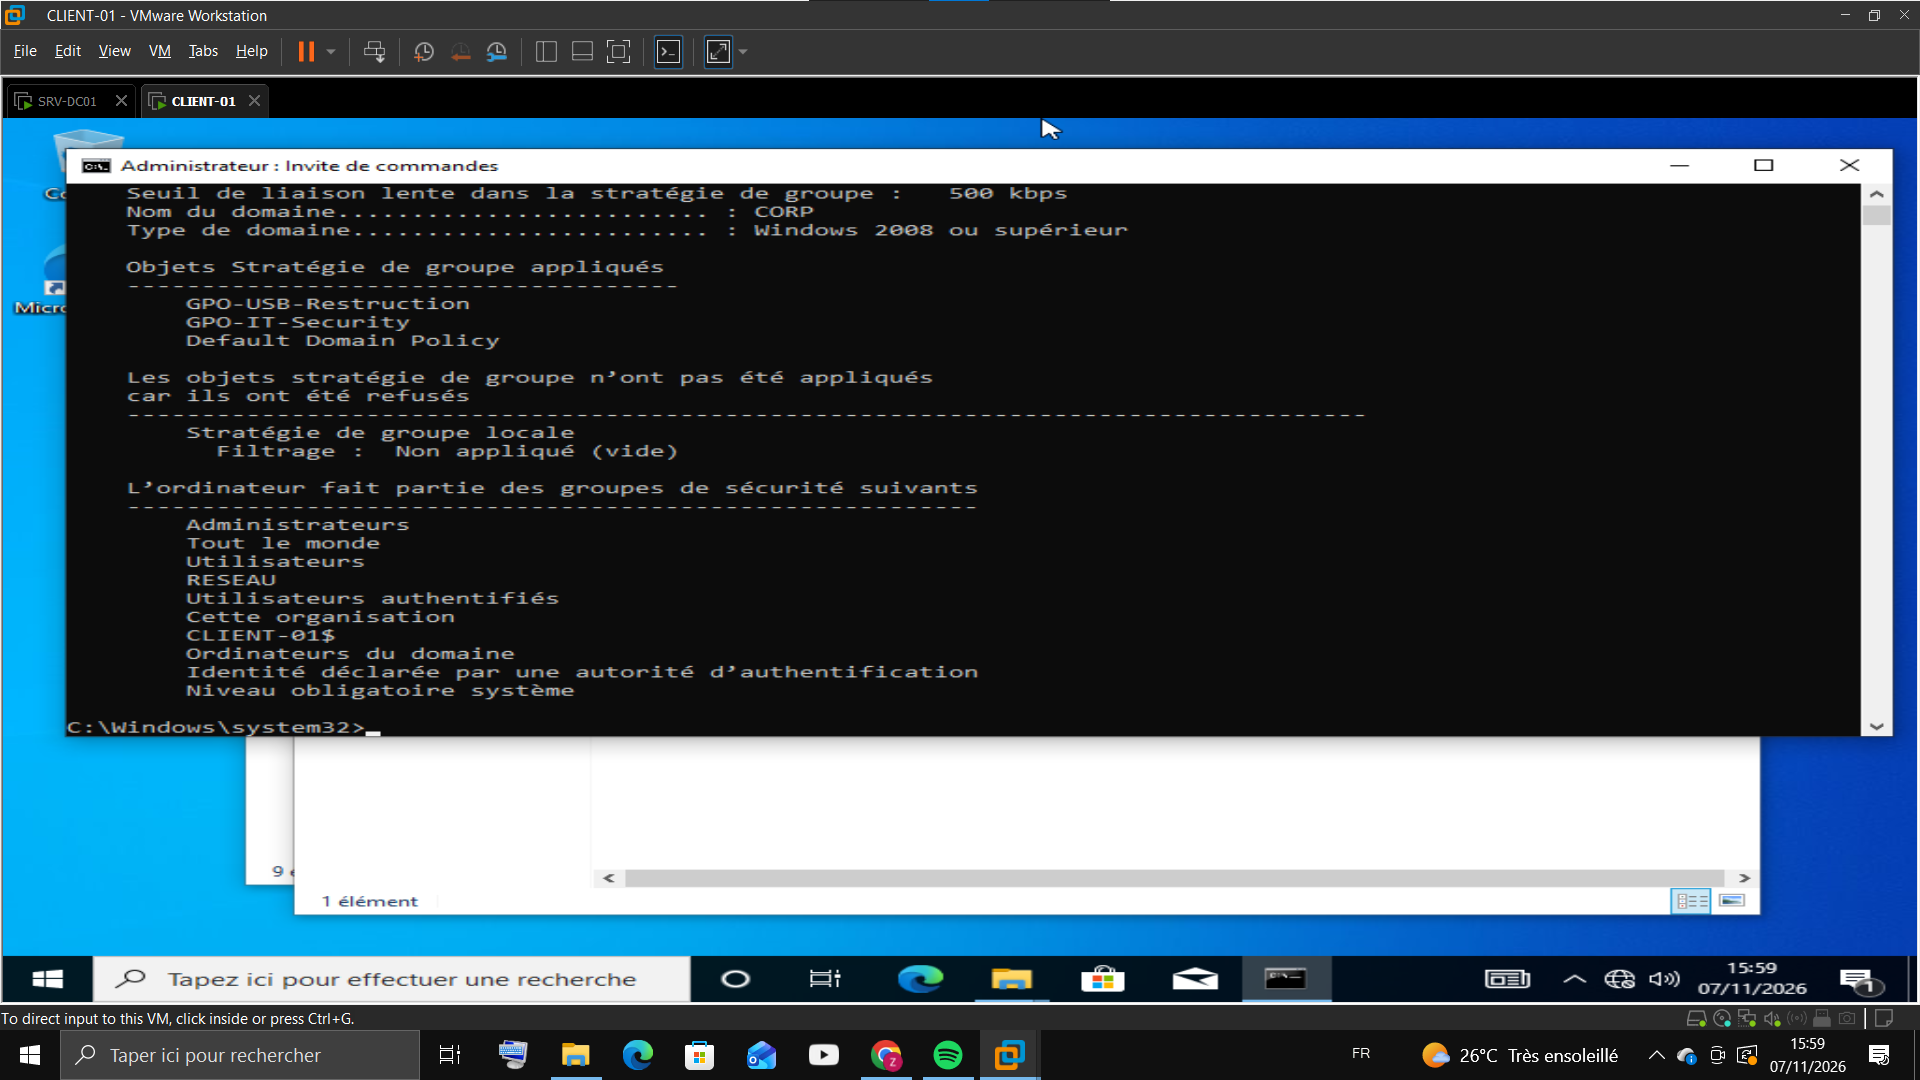 CLIENT-01 - VMware Workstation
File Edit View VM Tabs Help
SRV-DC01 CLIENT-01
Administrateur : Invite de commandes
Seuil de liaison lente dans la stratégie de groupe : 500 kbps
Nom du domaine......................... : CORP
Type de domaine........................ : Windows 2008 ou supérieur
Objets Stratégie de groupe appliqués
-------------------------------------
GPO-USB-Restruction
GPO-IT-Security
Default Domain Policy
Les objets stratégie de groupe n’ont pas été appliqués
car ils ont été refusés
-----------------------------------------------------------------------------------
Stratégie de groupe locale
Filtrage : Non appliqué (vide)
L’ordinateur fait partie des groupes de sécurité suivants
---------------------------------------------------------
Administrateurs
Tout le monde
Utilisateurs
RESEAU
Utilisateurs authentifiés
Cette organisation
CLIENT-01$
Ordinateurs du domaine
Identité déclarée par une autorité d’authentification
Niveau obligatoire système
C:\Windows\system32>
Micro
9
1 élément
Tapez ici pour effectuer une recherche
15:59
07/11/2026
1
To direct input to this VM, click inside or press Ctrl+G.
Taper ici pour rechercher
FR
26°C Très ensoleillé
15:59
07/11/2026